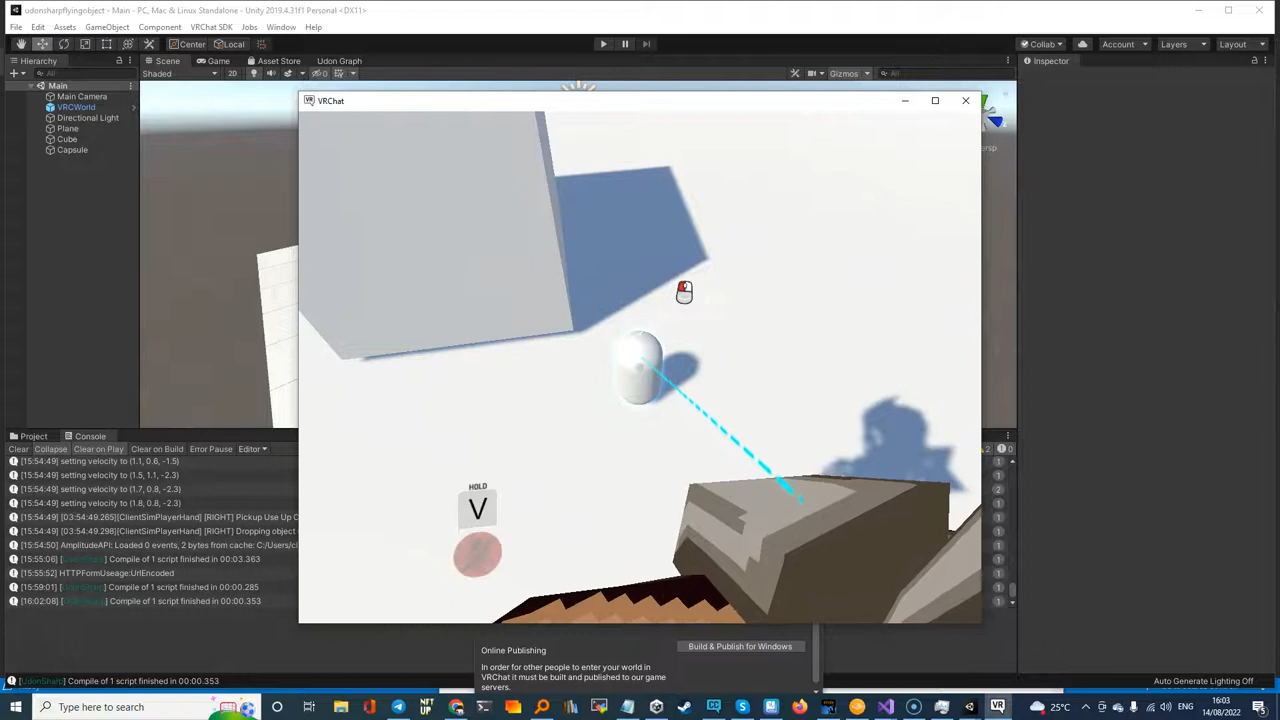 udonsharpflyingobject - Main - PC, Mac & Linux Standalone - Unity 2019.4.31f1 Personal <DX11>
File Edit Assets GameObject Component VRChat SDK Jobs Window Help
Center Local Collab Account Layers Layout
Hierarchy Scene Game Asset Store Udon Graph Inspector
All Shaded 2D Gizmos All
Main
Main Camera
VRCWorld
Directional Light
Plane
Cube
Capsule
VRChat
HOLD
V
Project Console
Clear Collapse Clear on Play Clear on Build Error Pause Editor
[15:54:49] setting velocity to (1.1, 0.6, -1.5)
[15:54:49] setting velocity to (1.5, 1.1, -2.3)
[15:54:49] setting velocity to (1.7, 0.8, -2.3)
[15:54:49] setting velocity to (1.8, 0.8, -2.3)
[15:54:49] [03:54:49.265][ClientSimPlayerHand] [RIGHT] Pickup Use Up C
[15:54:49] [03:54:49.298][ClientSimPlayerHand] [RIGHT] Dropping object
[15:54:50] AmplitudeAPI: Loaded 0 events, 2 bytes from cache: C:/Users/c
[15:55:06] [UdonSharp] Compile of 1 script finished in 00:03.363
[15:55:52] HTTPFormUseage:UrlEncoded
[15:59:01] [UdonSharp] Compile of 1 script finished in 00:00.285
[16:02:08] [UdonSharp] Compile of 1 script finished in 00:00.353
Online Publishing
Build & Publish for Windows
In order for other people to enter your world in
VRChat it must be built and published to our game
servers.
[UdonSharp] Compile of 1 script finished in 00:00.353
Auto Generate Lighting Off
Type here to search
25°C
16:03
14/08/2022